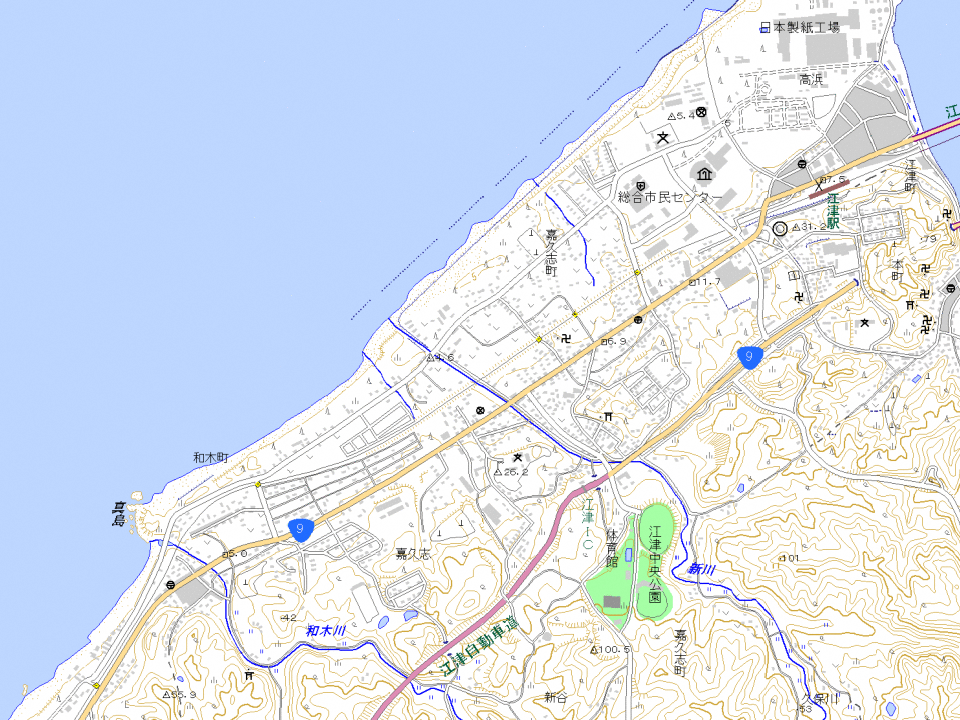 日本製紙工場
高浜
江
5.4
5
江津町
総合市民センター
7.5
江津駅
31.2
79
嘉久志町
本町
11.7
6.9
9
4.6
和木町
26.2
真島
江津IC
9
体育館
江津中央公園
5.0
嘉久志
新川
101
42
和木川
江津自動車道
嘉久志町
100.5
55.9
新谷
久保川
53